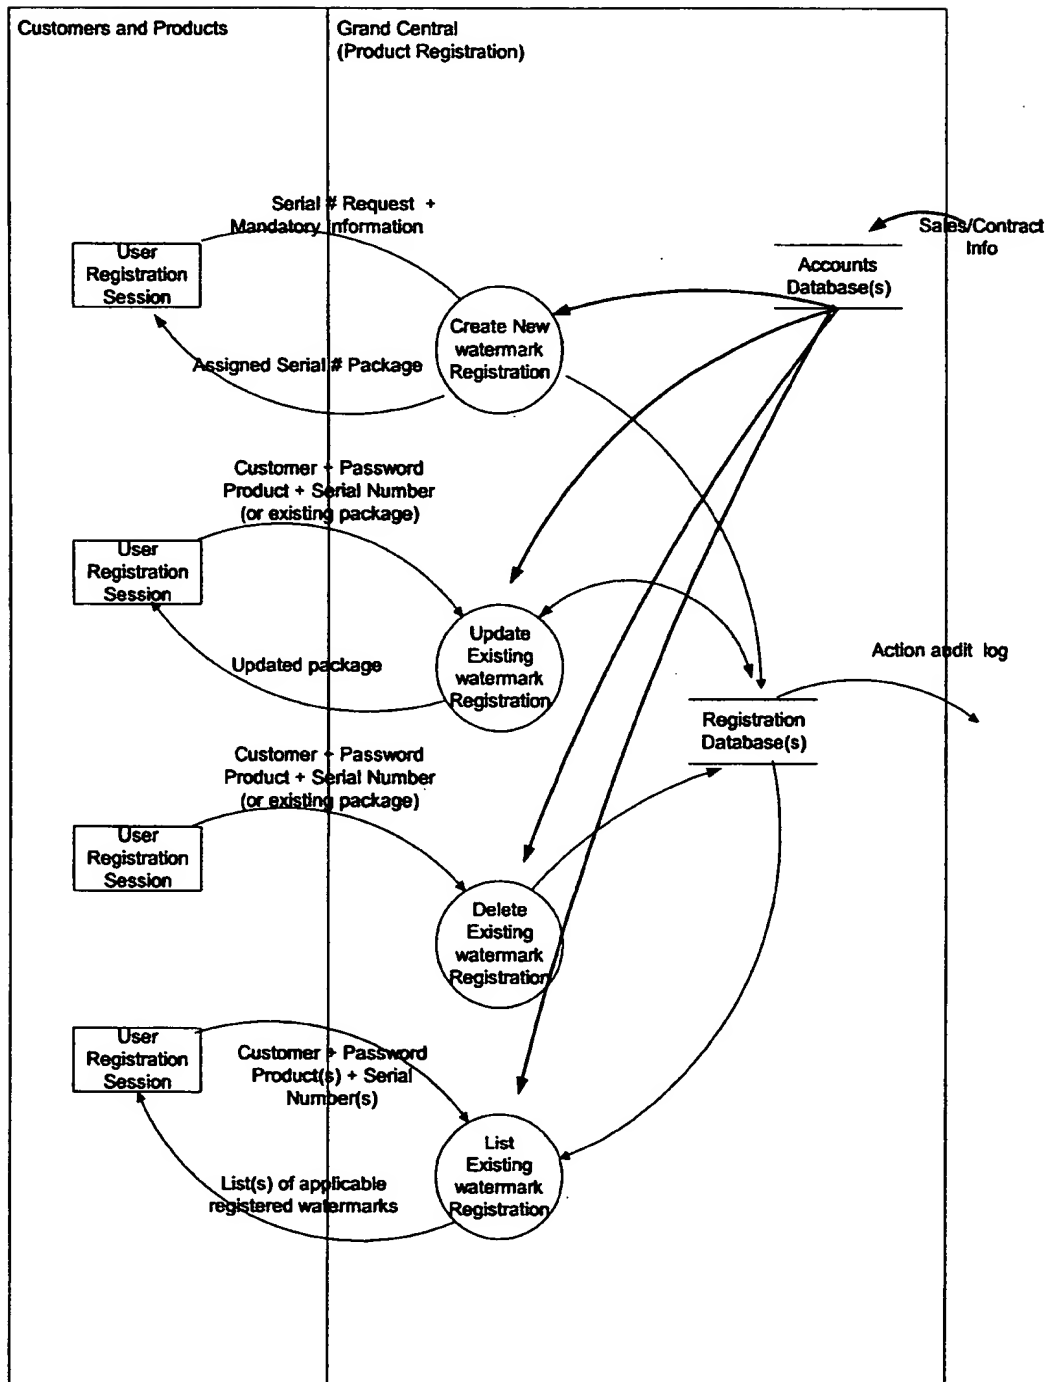 Customers and Products
Grand Central
(Product Registration)
Serial # Request +
Mandatory Information
Sales/Contract
Info
User
Registration
Session
Accounts
Database(s)
Create New
watermark
Registration
Assigned Serial # Package
Customer + Password
Product + Serial Number
(or existing package)
User
Registration
Session
Update
Existing
watermark
Registration
Updated package
Action audit log
Registration
Database(s)
Customer + Password
Product + Serial Number
(or existing package)
User
Registration
Session
Delete
Existing
watermark
Registration
User
Registration
Session
Customer + Password
Product(s) + Serial
Number(s)
List
Existing
watermark
Registration
List(s) of applicable
registered watermarks